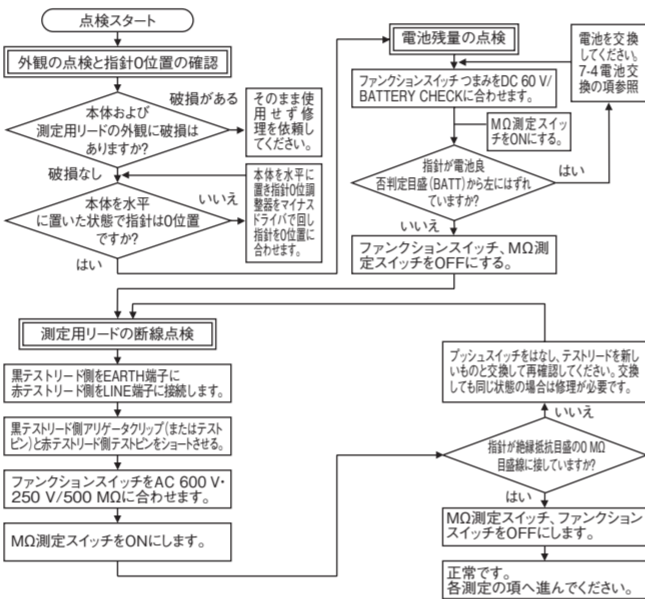 点検スタート
外観の点検と指針0位置の確認
本体および
測定用リードの外観に破損は
ありますか?
破損がある
そのまま使
用せず修
理を依頼し
てください。
破損なし
本体を水平
に置いた状態で指針は0位置
ですか?
いいえ
本体を水平に
置き指針0位調
整器をマイナス
ドライバで回し
指針を0位置に
合わせます。
はい
電池残量の点検
ファンクションスイッチつまみをDC 60 V/
BATTERY CHECKに合わせます。
MΩ測定スイッ
チをONにする。
指針が電池良
否判定目盛(BATT)から左にはずれ
ていますか?
はい
電池を交換
してください。
7-4電池交
換の項参照
いいえ
ファンクションスイッチ、MΩ測
定スイッチをOFFにする。
測定用リードの断線点検
黒テストリード側をEARTH端子に
赤テストリード側をLINE端子に接続します。
黒テストリード側アリゲータクリップ(またはテスト
ピン)と赤テストリード側テストピンをショートさせる。
ファンクションスイッチをAC 600 V・
250 V/500 MΩに合わせます。
MΩ測定スイッチをONにします。
プッシュスイッチをはなし、テストリードを新し
いものと交換して再確認してください。交換
しても同じ状態の場合は修理が必要です。
いいえ
指針が絶縁抵抗目盛の0 MΩ
目盛線に接していますか?
はい
MΩ測定スイッチ、ファンクション
スイッチをOFFにします。
正常です。
各測定の項へ進んでください。